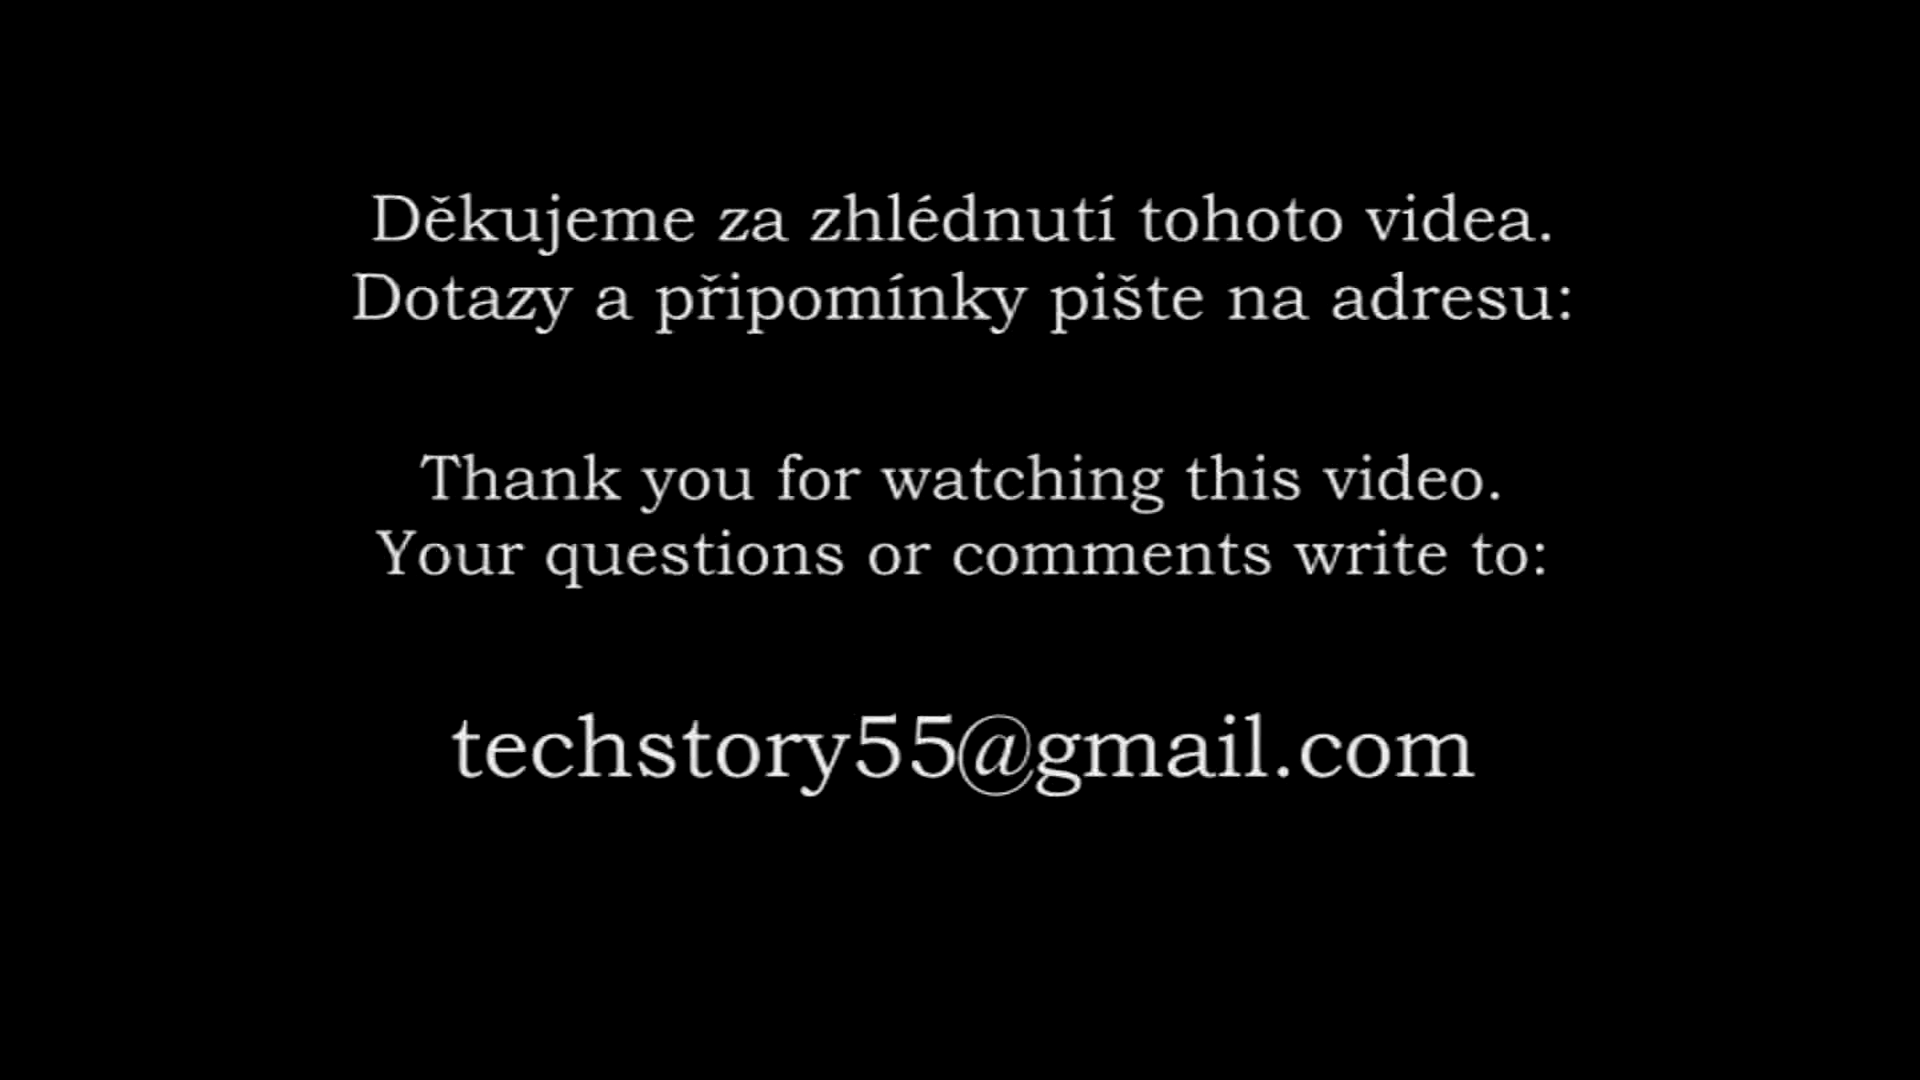 Děkujeme za zhlédnutí tohoto videa.
Dotazy a připomínky pište na adresu:
Thank you for watching this video.
Your questions or comments write to:
techstory55@gmail.com